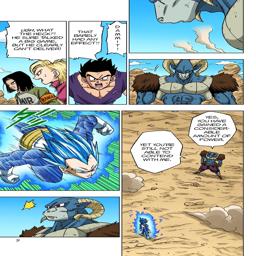 UGH, WHAT
THE HECK?!
HE SURE TALKED
A BIG GAME,
BUT HE CLEARLY
CAN'T DELIVER!
THAT
BARELY
HAD ANY
EFFECT?!
DAMMIT!
YES,
YOU HAVE
GAINED A
CONSIDER-
ABLE
AMOUNT OF
POWER.
YET YOU'RE
STILL NOT
ABLE TO
CONTEND
WITH ME.